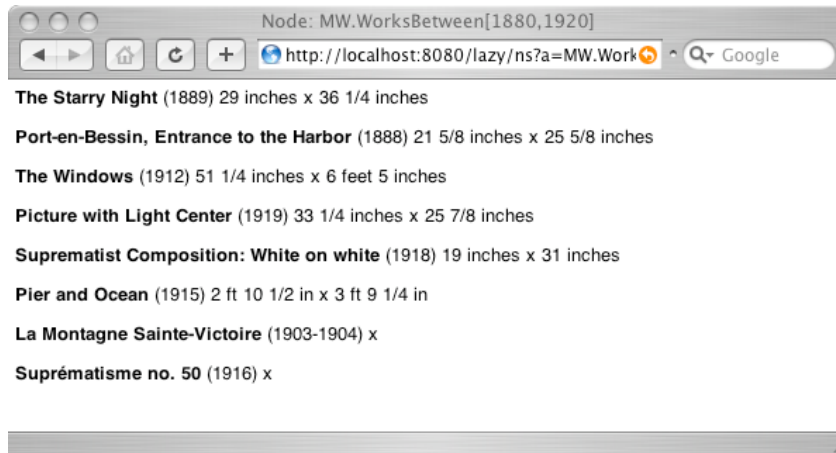 Node: MW.WorksBetween[1880,1920]
http://localhost:8080/lazy/ns?a=MW.Work Google
The Starry Night (1889) 29 inches x 36 1/4 inches
Port-en-Bessin, Entrance to the Harbor (1888) 21 5/8 inches x 25 5/8 inches
The Windows (1912) 51 1/4 inches x 6 feet 5 inches
Picture with Light Center (1919) 33 1/4 inches x 25 7/8 inches
Suprematist Composition: White on white (1918) 19 inches x 31 inches
Pier and Ocean (1915) 2 ft 10 1/2 in x 3 ft 9 1/4 in
La Montagne Sainte-Victoire (1903-1904) x
Suprématisme no. 50 (1916) x